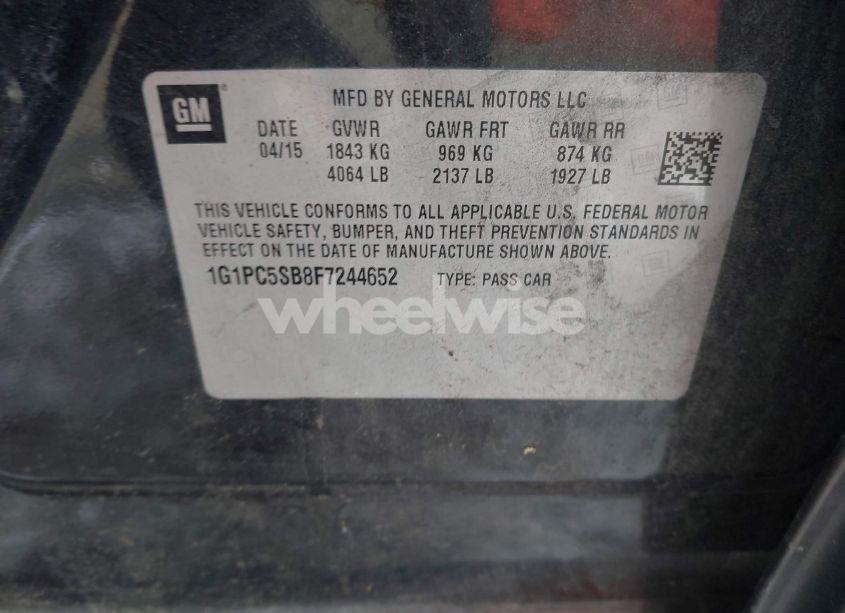 GM
MFD BY GENERAL MOTORS LLC
DATE GVWR GAWR FRT GAWR RR
04/15 1843 KG 969 KG 874 KG
4064 LB 2137 LB 1927 LB
THIS VEHICLE CONFORMS TO ALL APPLICABLE U.S. FEDERAL MOTOR
VEHICLE SAFETY, BUMPER, AND THEFT PREVENTION STANDARDS IN
EFFECT ON THE DATE OF MANUFACTURE SHOWN ABOVE.
1G1PC5SB8F7244652 TYPE: PASS CAR
wheelwise